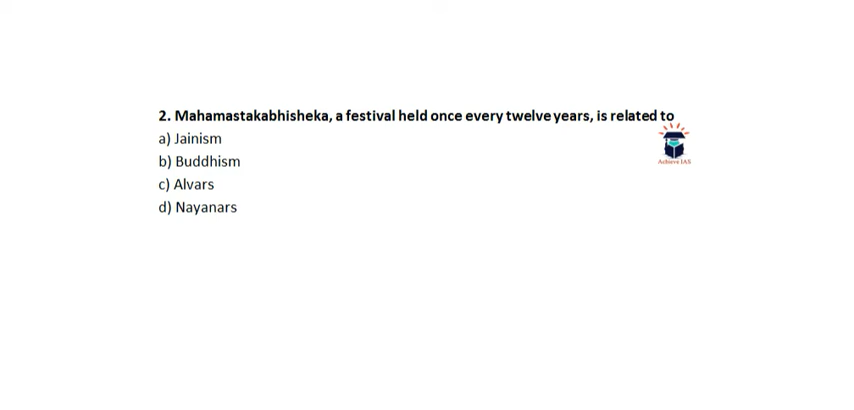 2. Mahamastakabhisheka, a festival held once every twelve years, is related to
a) Jainism
b) Buddhism
c) Alvars
d) Nayanars
Achieve IAS